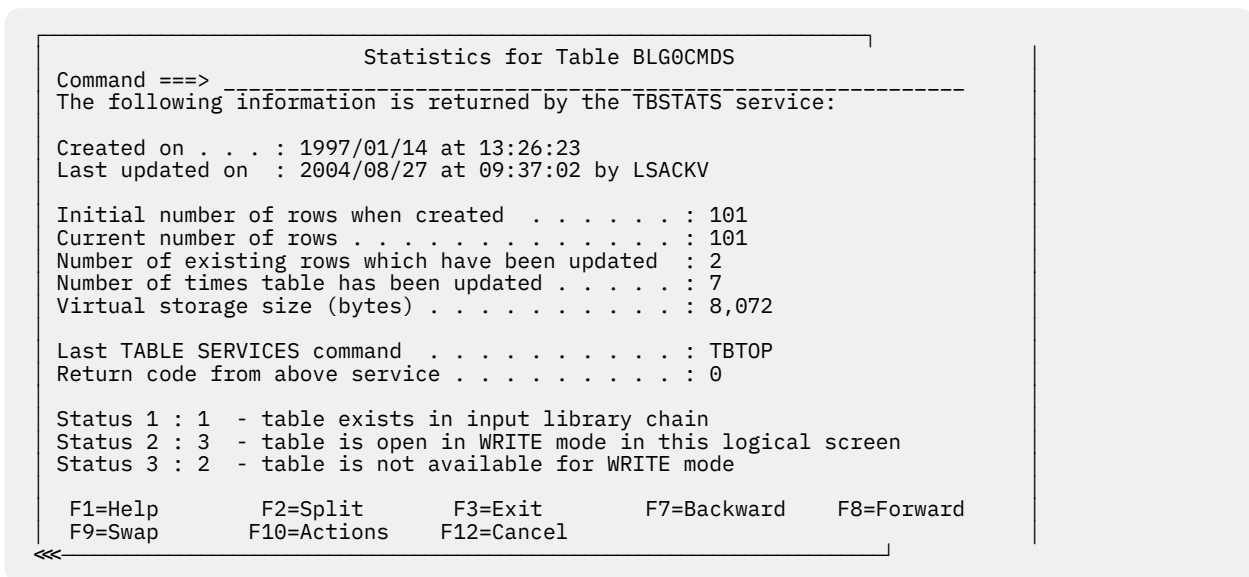 Statistics for Table BLG0CMDS
Command ===> ___________________________________________________________
The following information is returned by the TBSTATS service:
Created on . . . : 1997/01/14 at 13:26:23
Last updated on  : 2004/08/27 at 09:37:02 by LSACKV
Initial number of rows when created  . . . . . . : 101
Current number of rows . . . . . . . . . . . . . : 101
Number of existing rows which have been updated  : 2
Number of times table has been updated . . . . . : 7
Virtual storage size (bytes) . . . . . . . . . . : 8,072
Last TABLE SERVICES command  . . . . . . . . . . : TBTOP
Return code from above service . . . . . . . . . : 0
Status 1 : 1  - table exists in input library chain
Status 2 : 3  - table is open in WRITE mode in this logical screen
Status 3 : 2  - table is not available for WRITE mode
F1=Help        F2=Split       F3=Exit        F7=Backward    F8=Forward
F9=Swap       F10=Actions    F12=Cancel